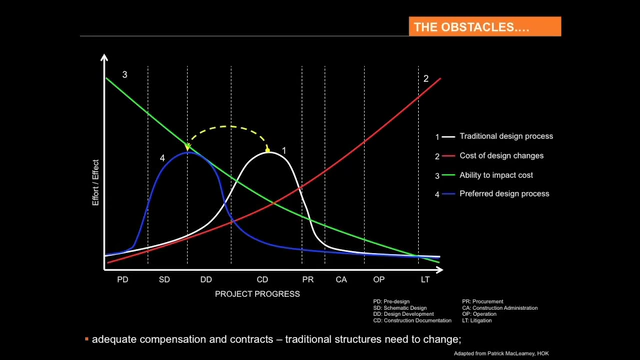 THE OBSTACLES....
3
2
1
4
1 Traditional design process
2 Cost of design changes
3 Ability to impact cost
4 Preferred design process
Effort / Effect
PD SD DD CD PR CA OP LT
PROJECT PROGRESS
PD: Pre-design
SD: Schematic Design
DD: Design Development
CD: Construction Documentation
PR: Procurement
CA: Construction Administration
OP: Operation
LT: Litigation
adequate compensation and contracts – traditional structures need to change;
Adapted from Patrick MacLeamey, HOK